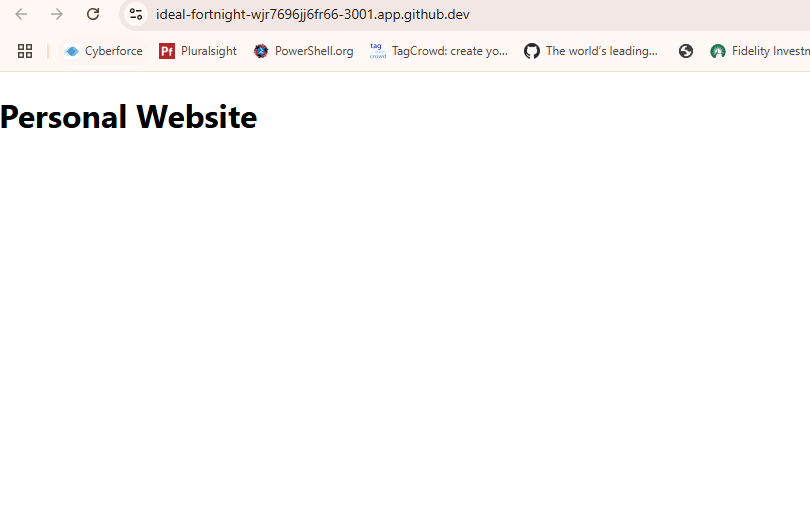 ideal-fortnight-wjr7696jj6fr66-3001.app.github.dev
Cyberforce Pf Pluralsight PowerShell.org tag crowd TagCrowd: create yo... The world's leading... Fidelity Investm
Personal Website